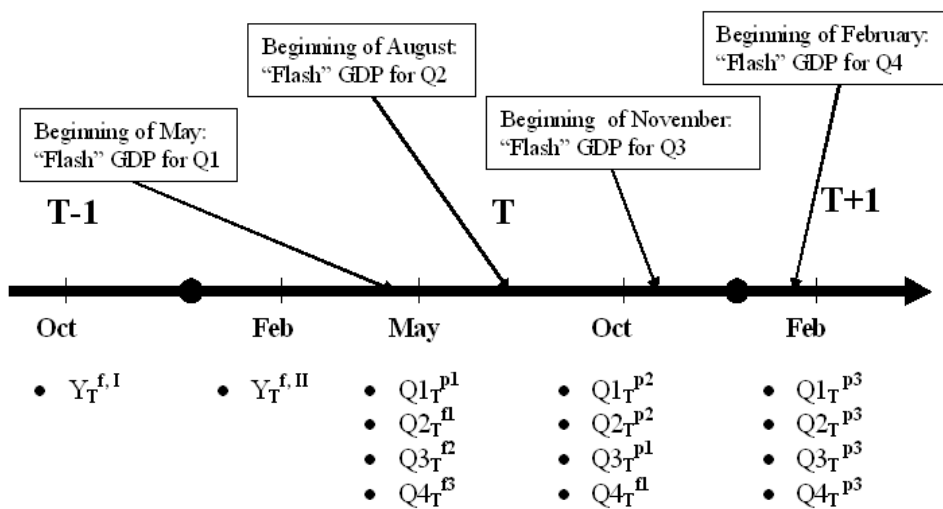 Beginning of February:
“Flash” GDP for Q4
Beginning of August:
“Flash” GDP for Q2
Beginning of November:
“Flash” GDP for Q3
Beginning of May:
“Flash” GDP for Q1
T-1
T
T+1
Oct
Feb
May
Oct
Feb
• Y_T^f, I
• Y_T^f, II
• Q1_T^p1
• Q2_T^f1
• Q3_T^f2
• Q4_T^f3
• Q1_T^p2
• Q2_T^p2
• Q3_T^p1
• Q4_T^f1
• Q1_T^p3
• Q2_T^p3
• Q3_T^p3
• Q4_T^p3